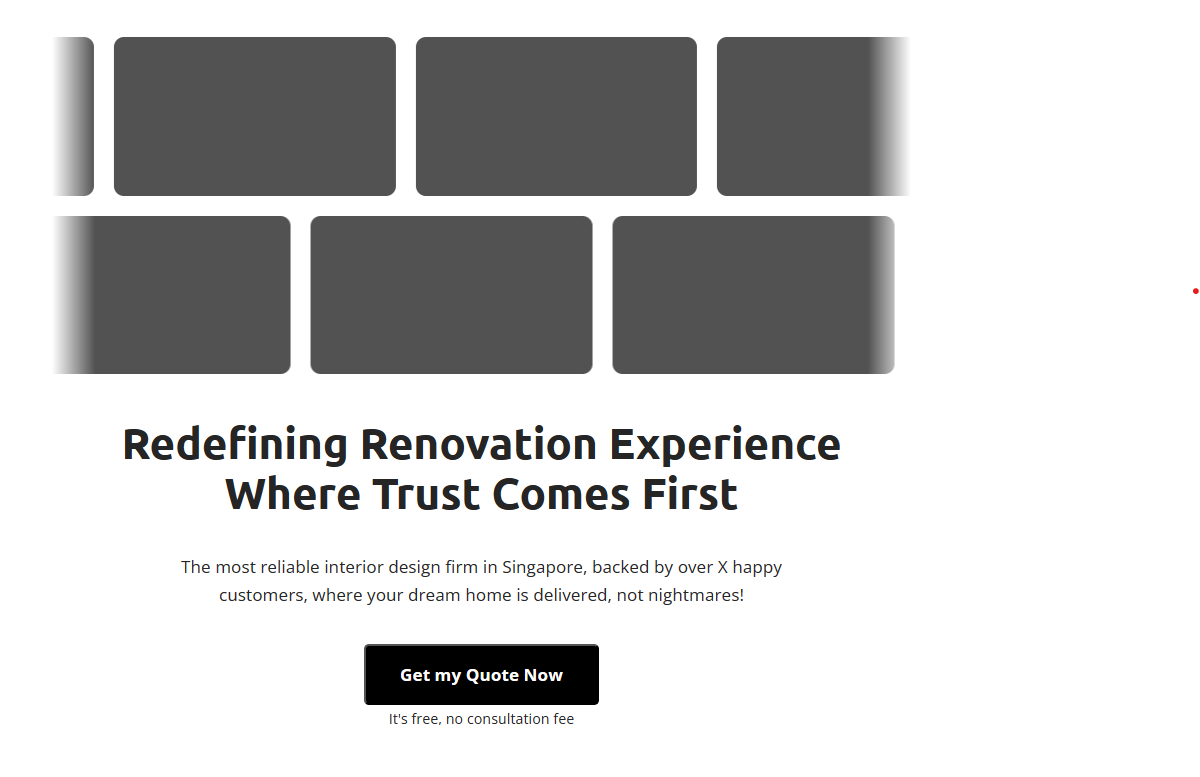 Redefining Renovation Experience
Where Trust Comes First
The most reliable interior design firm in Singapore, backed by over X happy
customers, where your dream home is delivered, not nightmares!
Get my Quote Now
It's free, no consultation fee